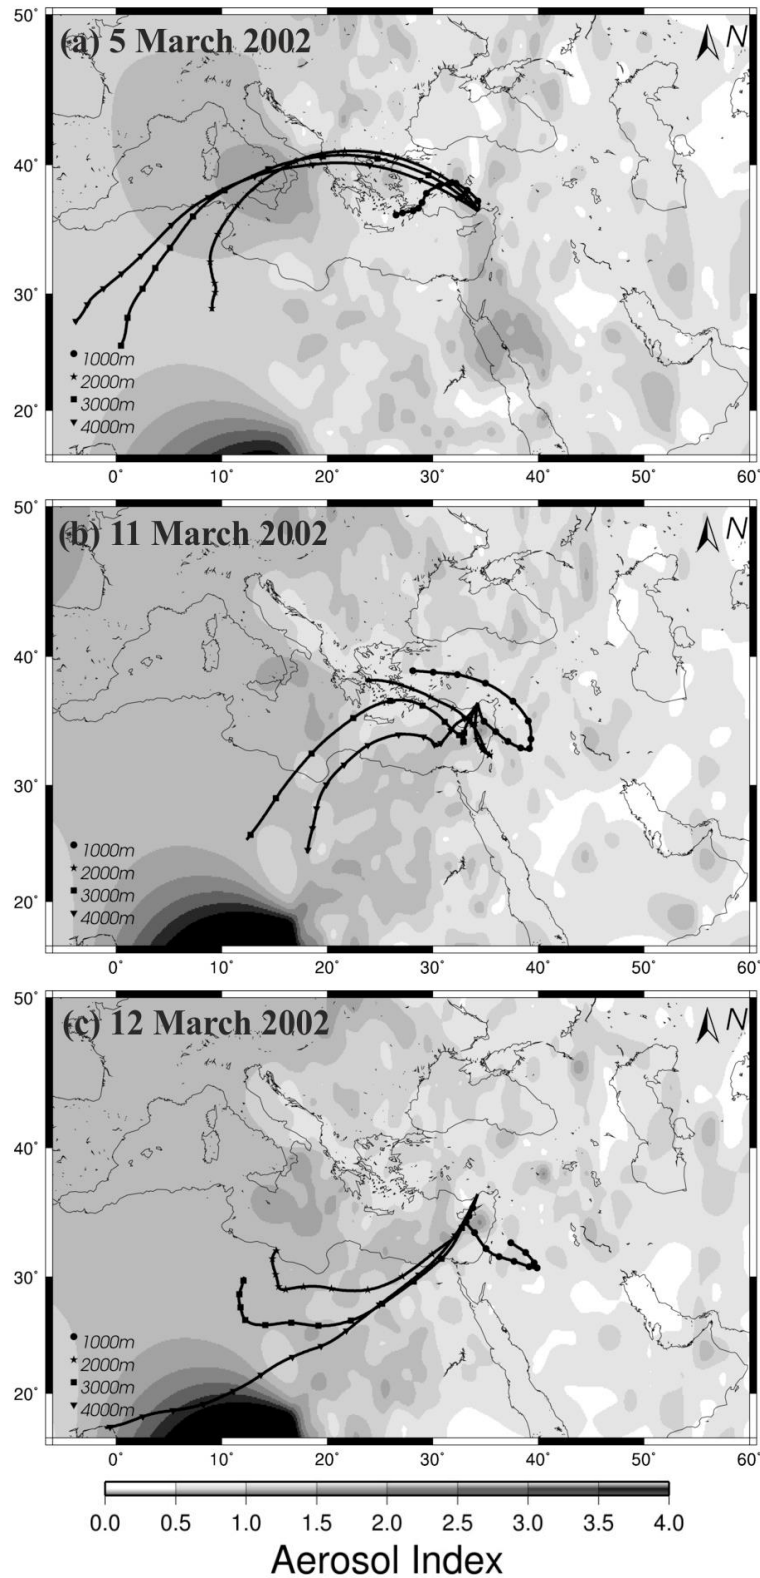 50°
(a) 5 March 2002
N
40°
30°
1000m
2000m
3000m
4000m
20°
0° 10° 20° 30° 40° 50° 60°
50°
(b) 11 March 2002
N
40°
30°
1000m
2000m
3000m
4000m
20°
0° 10° 20° 30° 40° 50° 60°
50°
(c) 12 March 2002
N
40°
30°
1000m
2000m
3000m
4000m
20°
0° 10° 20° 30° 40° 50° 60°
0.0 0.5 1.0 1.5 2.0 2.5 3.0 3.5 4.0
Aerosol Index